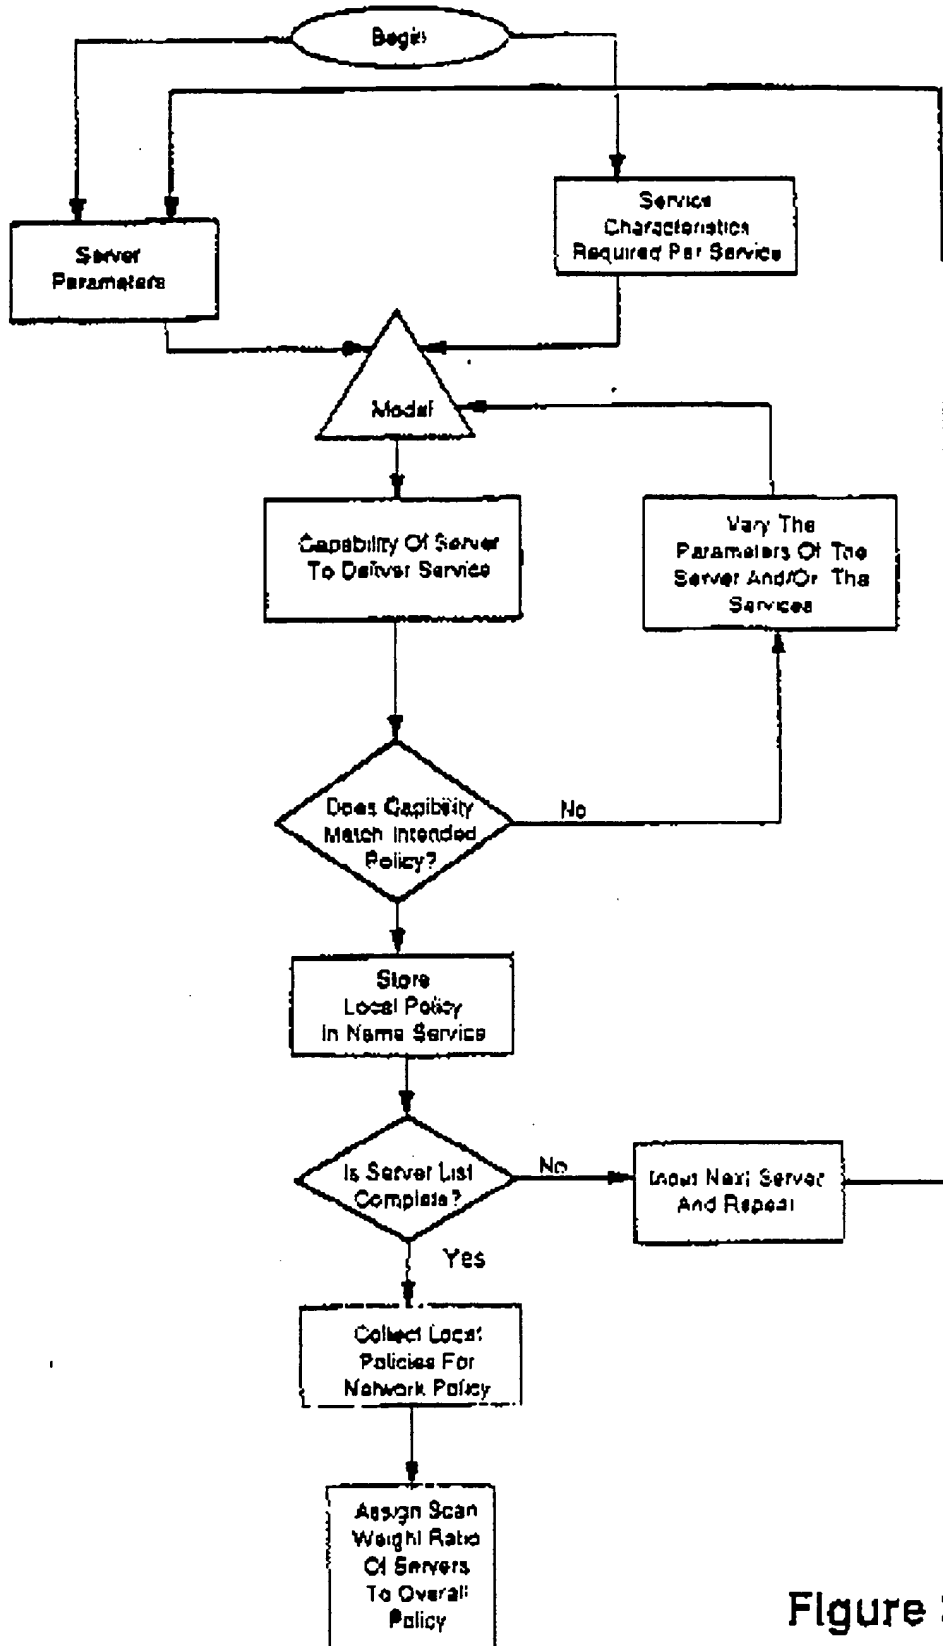 Begin
Service
Characteristics
Required Per Service
Server
Parameters
Model
Capability Of Server
To Deliver Service
Vary The
Parameters Of The
Server And/Or The
Services
Does Capibility
Match Intended
Policy?
No
Store
Local Policy
In Name Service
Is Server List
Complete?
No
Input Next Server
And Repeat
Yes
Collect Local
Policies For
Network Policy
Assign Scan
Weight Ratio
Of Servers
To Overall
Policy
Figure